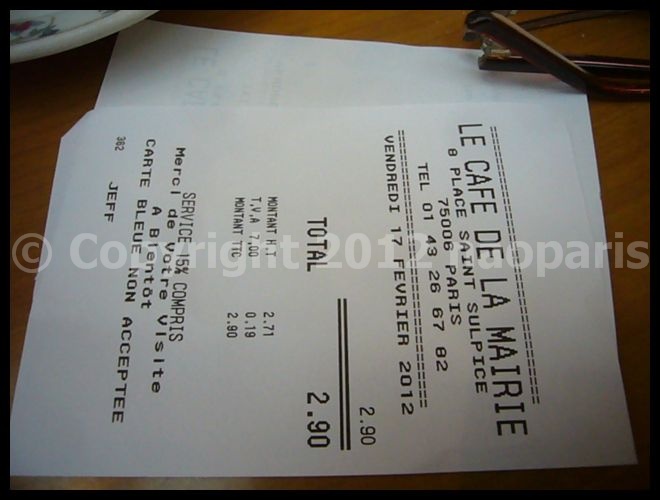 LE CAFE DE LA MAIRIE
8 PLACE SAINT SULPICE
75006 PARIS
TEL 01 43 26 67 82
VENDREDI 17 FEVRIER 2012
2.90
TOTAL 2.90
MONTANT H.T 2.71
T.V.A 7,00 0.19
MONTANT TTC 2.90
SERVICE 15% COMPRIS
Merci de Votre Visite
A Bientôt
CARTE BLEUE NON ACCEPTEE
362 JEFF
© Copyright 2012 naoparis